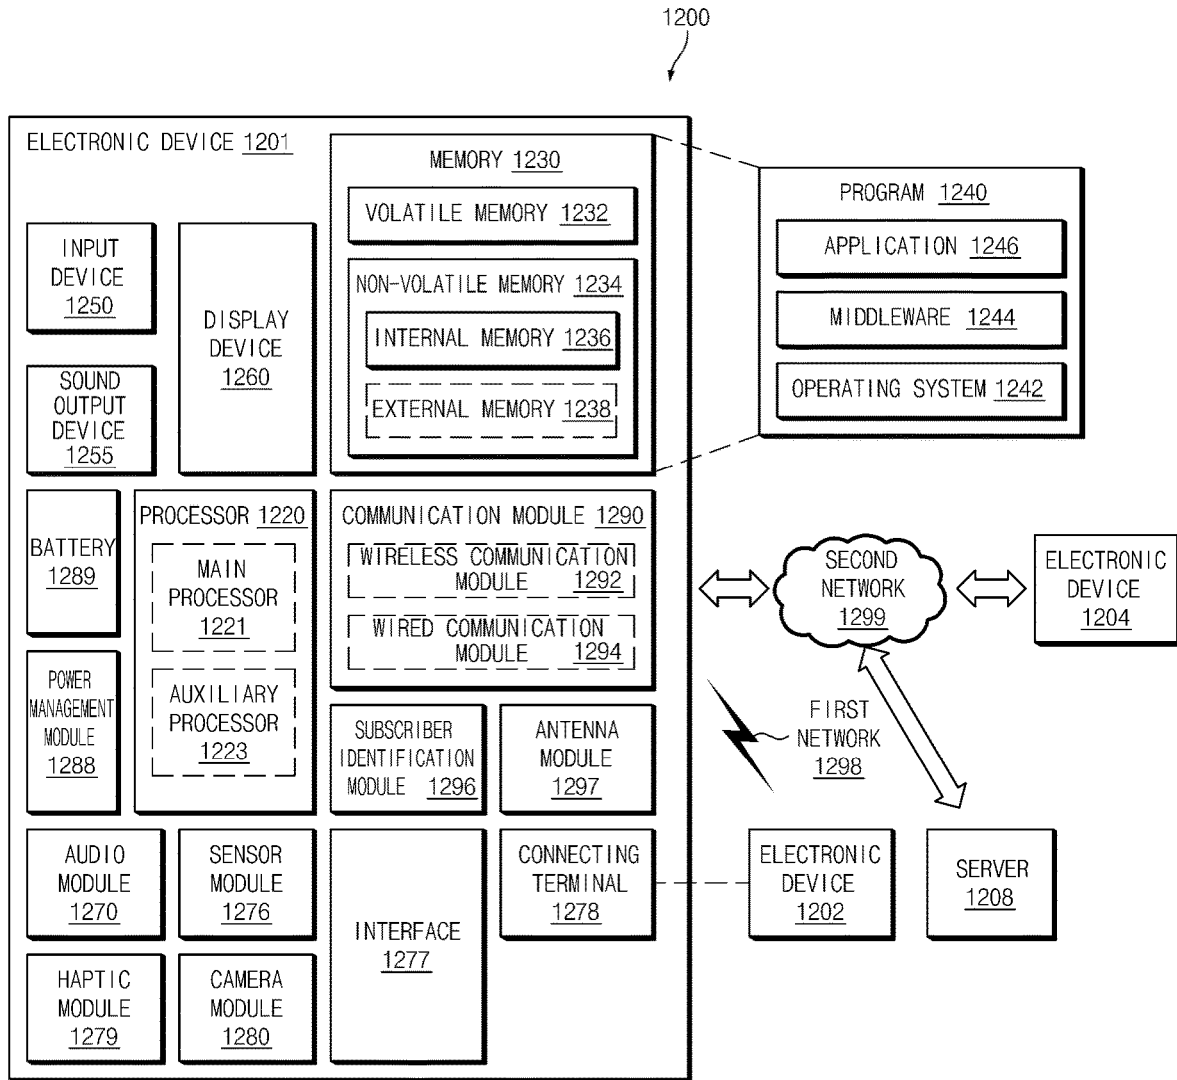 1200
ELECTRONIC DEVICE 1201
MEMORY 1230
VOLATILE MEMORY 1232
NON-VOLATILE MEMORY 1234
INTERNAL MEMORY 1236
EXTERNAL MEMORY 1238
PROGRAM 1240
APPLICATION 1246
MIDDLEWARE 1244
OPERATING SYSTEM 1242
INPUT
DEVICE
1250
DISPLAY
DEVICE
1260
SOUND
OUTPUT
DEVICE
1255
BATTERY
1289
PROCESSOR 1220
MAIN
PROCESSOR
1221
AUXILIARY
PROCESSOR
1223
COMMUNICATION MODULE 1290
WIRELESS COMMUNICATION
MODULE 1292
WIRED COMMUNICATION
MODULE 1294
SECOND
NETWORK
1299
ELECTRONIC
DEVICE
1204
POWER
MANAGEMENT
MODULE
1288
SUBSCRIBER
IDENTIFICATION
MODULE 1296
ANTENNA
MODULE
1297
FIRST
NETWORK
1298
AUDIO
MODULE
1270
SENSOR
MODULE
1276
INTERFACE
1277
CONNECTING
TERMINAL
1278
ELECTRONIC
DEVICE
1202
SERVER
1208
HAPTIC
MODULE
1279
CAMERA
MODULE
1280